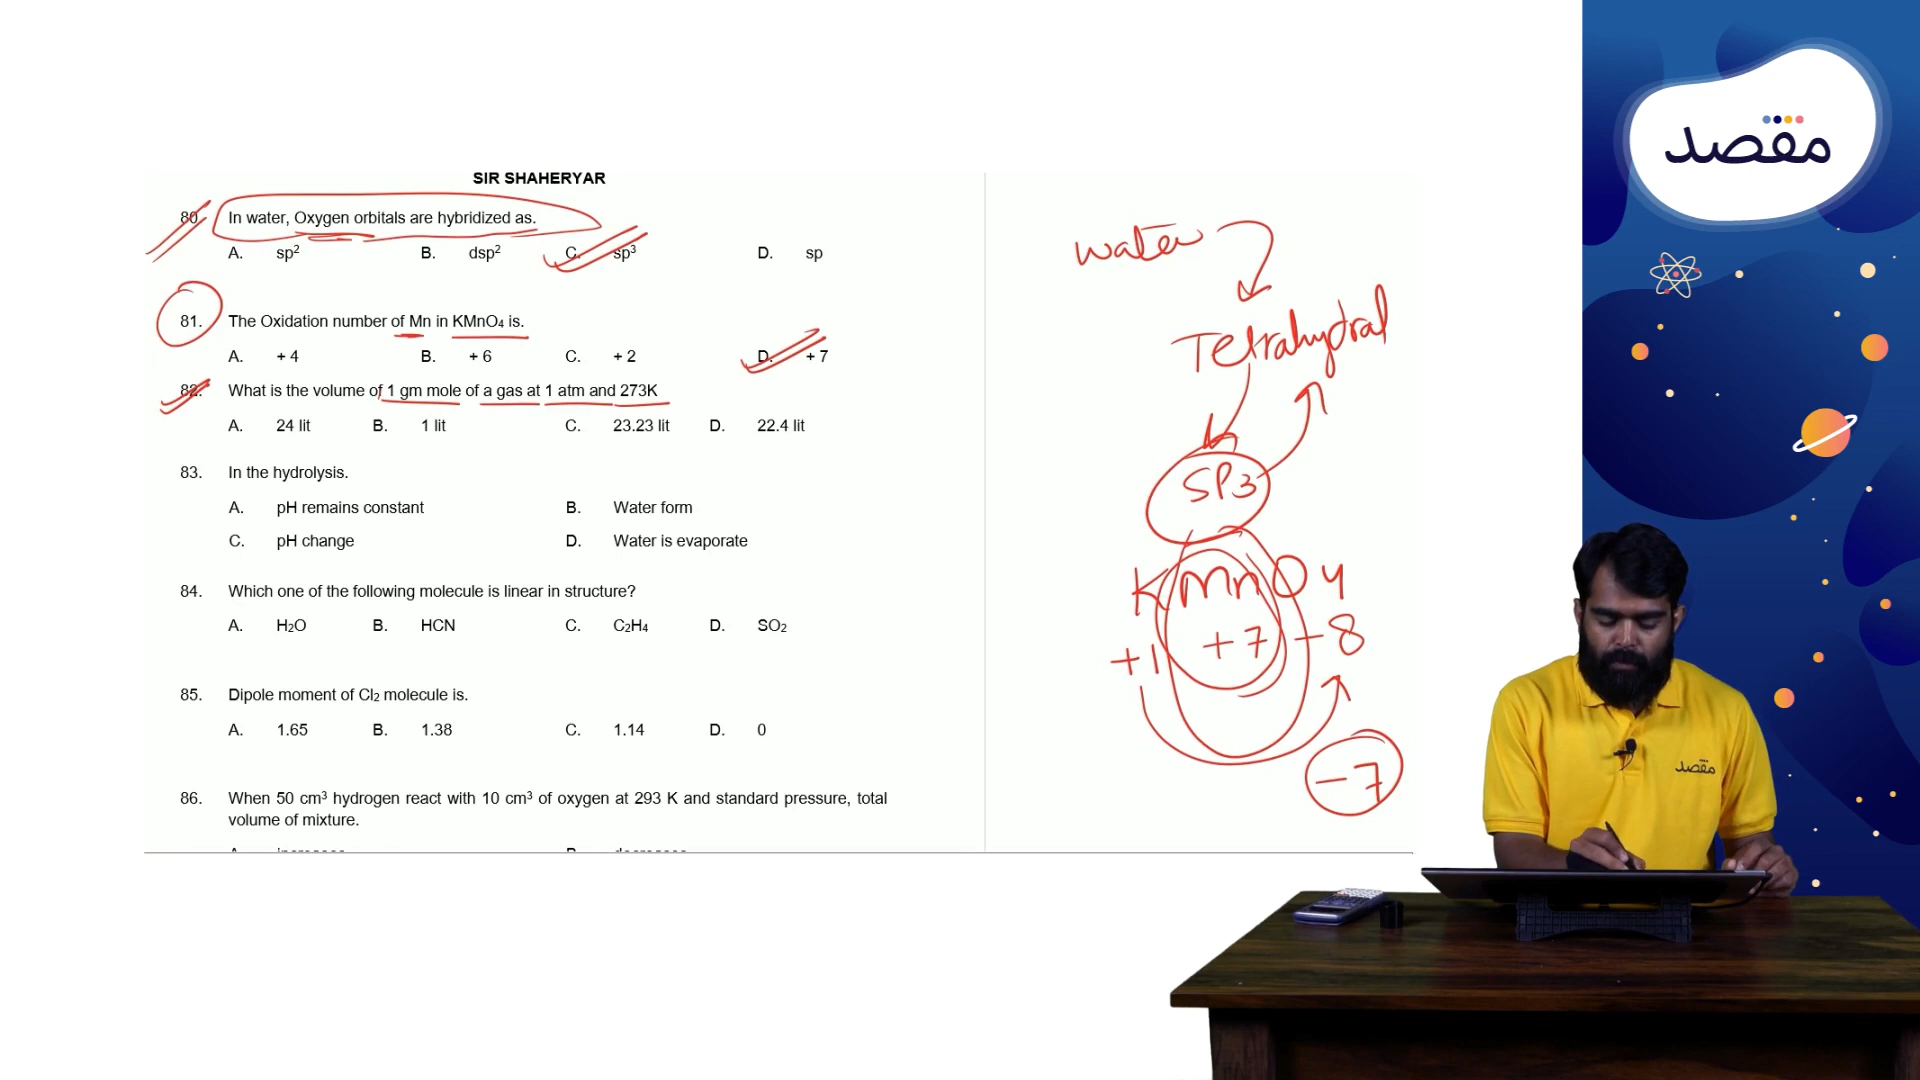 SIR SHAHERYAR
80. In water, Oxygen orbitals are hybridized as.
A. sp² B. dsp² C. sp³ D. sp
81. The Oxidation number of Mn in KMnO₄ is.
A. + 4 B. + 6 C. + 2 D. + 7
82. What is the volume of 1 gm mole of a gas at 1 atm and 273K
A. 24 lit B. 1 lit C. 23.23 lit D. 22.4 lit
83. In the hydrolysis.
A. pH remains constant B. Water form
C. pH change D. Water is evaporate
84. Which one of the following molecule is linear in structure?
A. H₂O B. HCN C. C₂H₄ D. SO₂
85. Dipole moment of Cl₂ molecule is.
A. 1.65 B. 1.38 C. 1.14 D. 0
86. When 50 cm³ hydrogen react with 10 cm³ of oxygen at 293 K and standard pressure, total
volume of mixture.
water
Tetrahydral
SP3
KMnO4
+1 +7 -8
-7
مقصد
مقصد